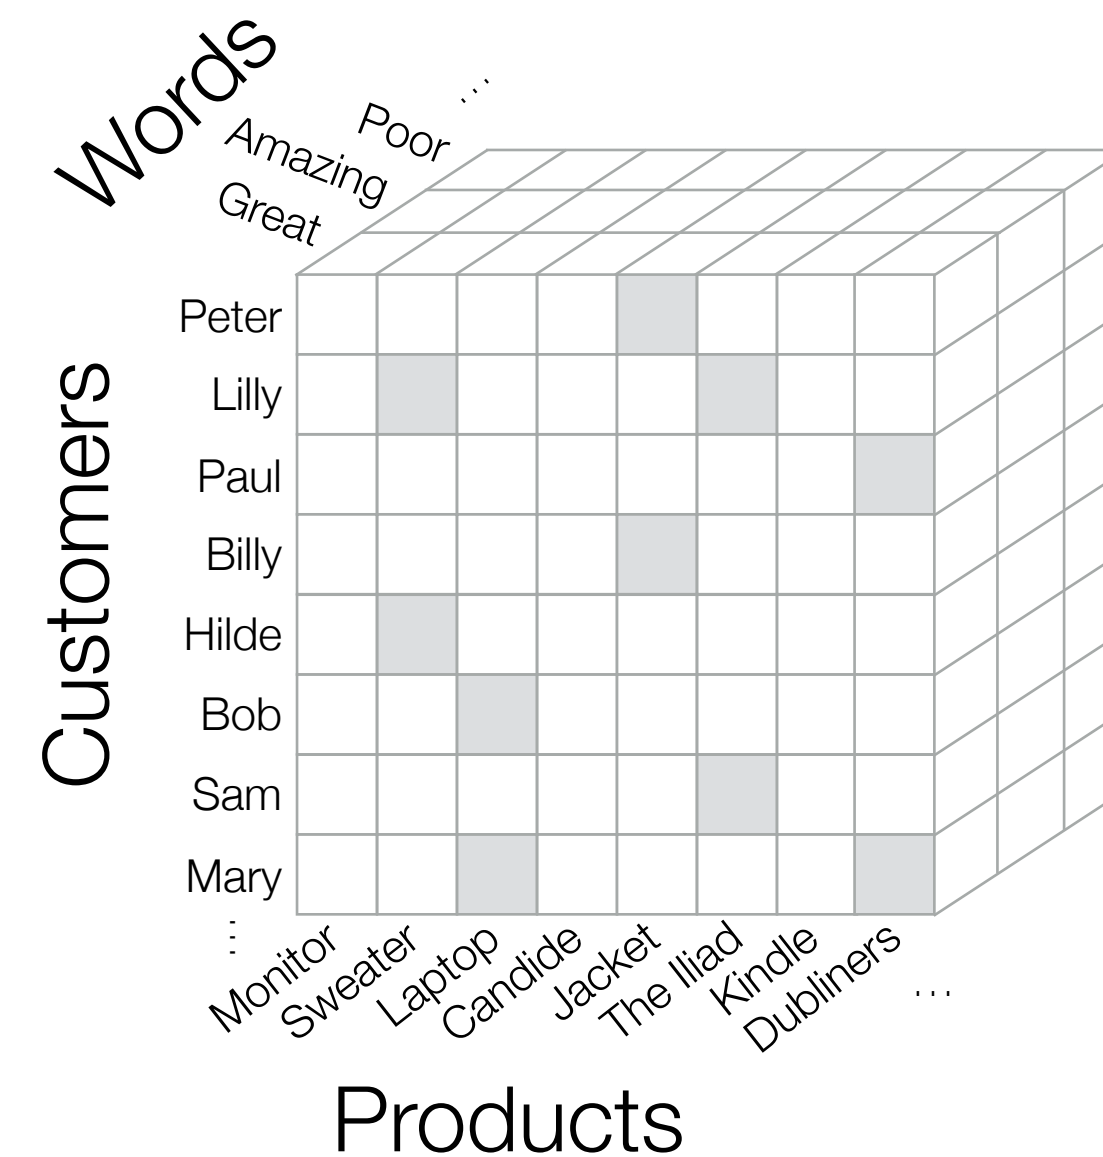 Words
Great
Amazing
Poor
...
Customers
Peter
Lilly
Paul
Billy
Hilde
Bob
Sam
Mary
...
Monitor
Sweater
Laptop
Candide
Jacket
The Iliad
Kindle
Dubliners
...
Products